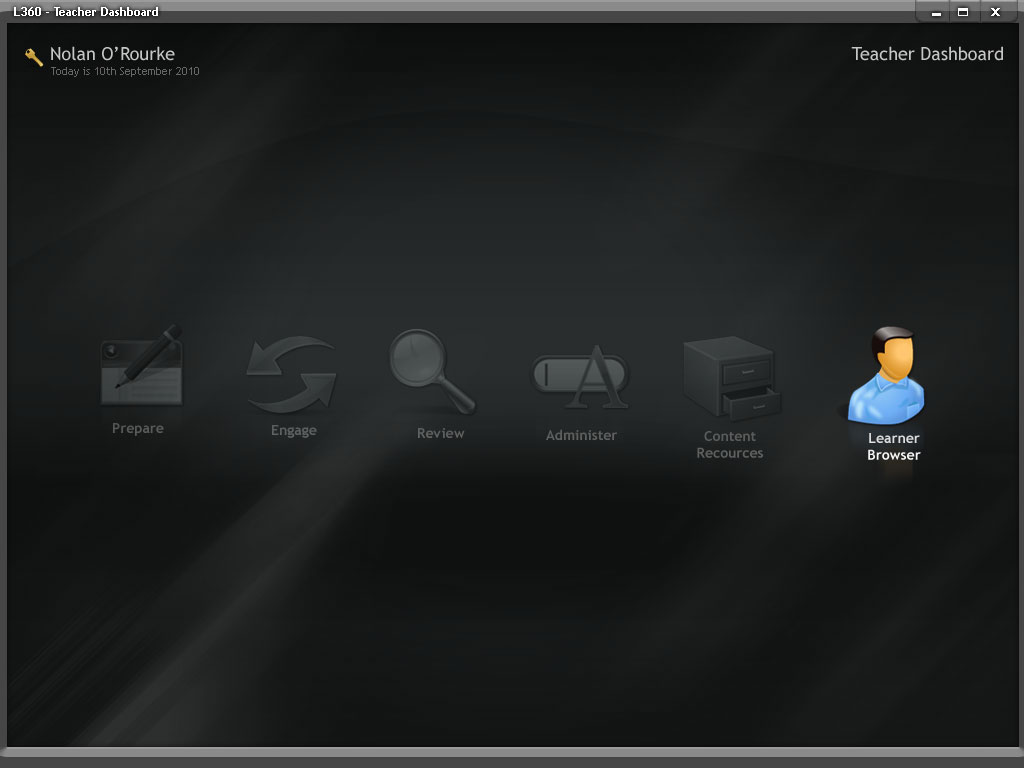 L360 - Teacher Dashboard
Nolan O'Rourke
Today is 10th September 2010
Teacher Dashboard
Prepare
Engage
Review
Administer
Content
Recources
Learner
Browser